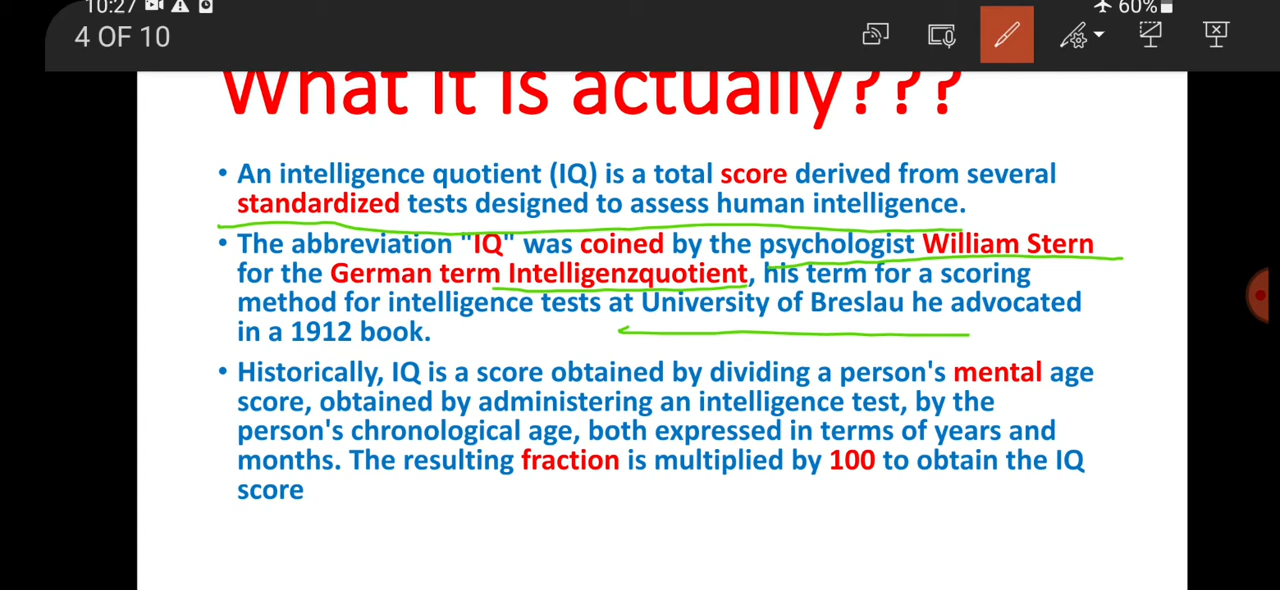 10:27
60%
4 OF 10
What it is actually???
• An intelligence quotient (IQ) is a total score derived from several
standardized tests designed to assess human intelligence.
• The abbreviation "IQ" was coined by the psychologist William Stern
for the German term Intelligenzquotient, his term for a scoring
method for intelligence tests at University of Breslau he advocated
in a 1912 book.
• Historically, IQ is a score obtained by dividing a person's mental age
score, obtained by administering an intelligence test, by the
person's chronological age, both expressed in terms of years and
months. The resulting fraction is multiplied by 100 to obtain the IQ
score